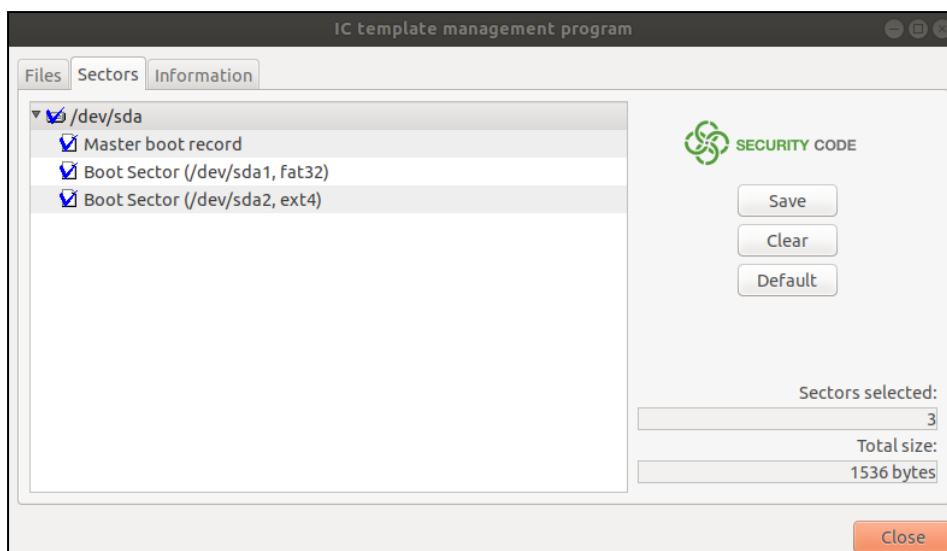 IC template management program
Files Sectors Information
/dev/sda
Master boot record
Boot Sector (/dev/sda1, fat32)
Boot Sector (/dev/sda2, ext4)
SECURITY CODE
Save
Clear
Default
Sectors selected:
3
Total size:
1536 bytes
Close